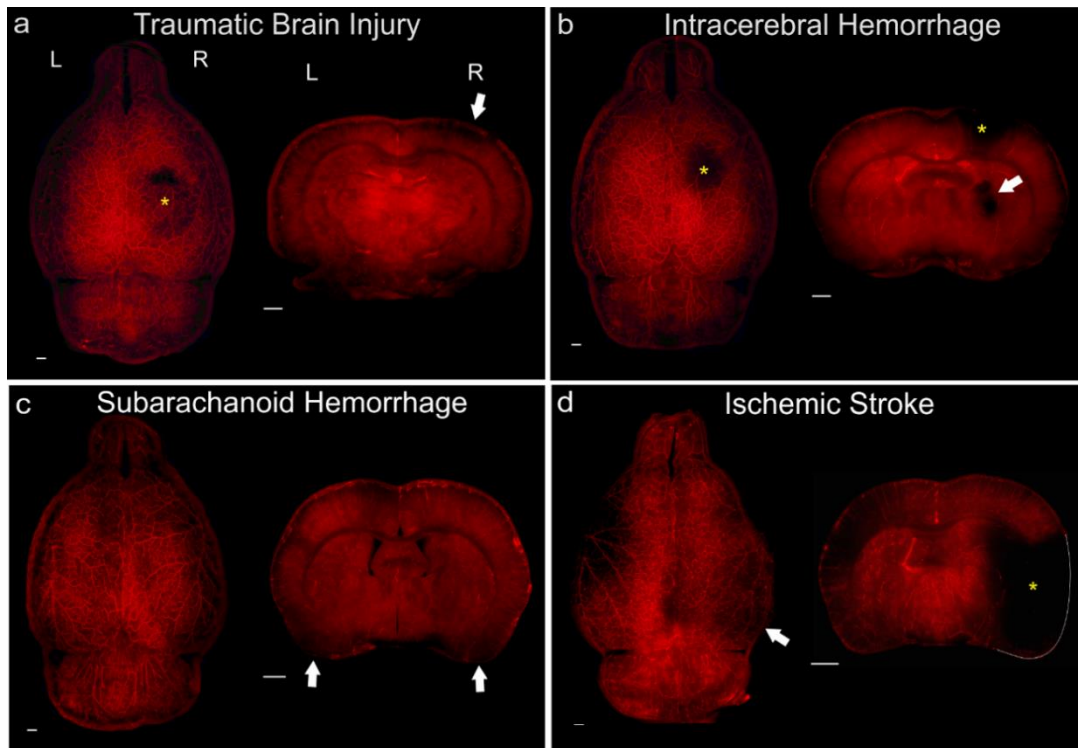 a Traumatic Brain Injury
L R L R
*
b Intracerebral Hemorrhage
* *
c Subarachanoid Hemorrhage
d Ischemic Stroke
*